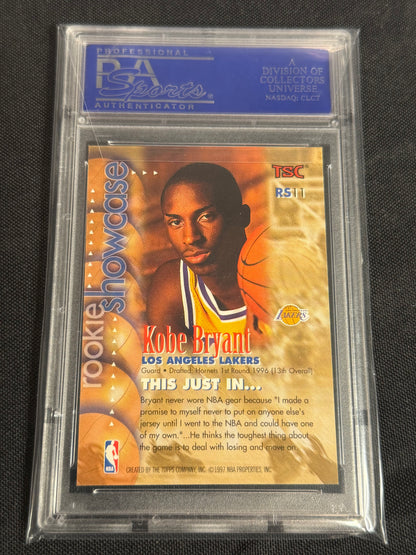 PROFESSIONAL
PSA
Sports
AUTHENTICATOR
A
DIVISION OF
COLLECTORS
UNIVERSE
NASDAQ: CLCT
TSC
RS11
rookie
showcase
LAKERS
Kobe Bryant
LOS ANGELES LAKERS
Guard • Drafted: Hornets 1st Round, 1996 (13th Overall)
THIS JUST IN...
Bryant never wore NBA gear because "I made a
promise to myself never to put on anyone else's
jersey until I went to the NBA and could have one
of my own."...He thinks the toughest thing about
the game is to deal with losing and move on.
NBA
CREATED BY THE TOPPS COMPANY, INC. © 1997 NBA PROPERTIES, INC.